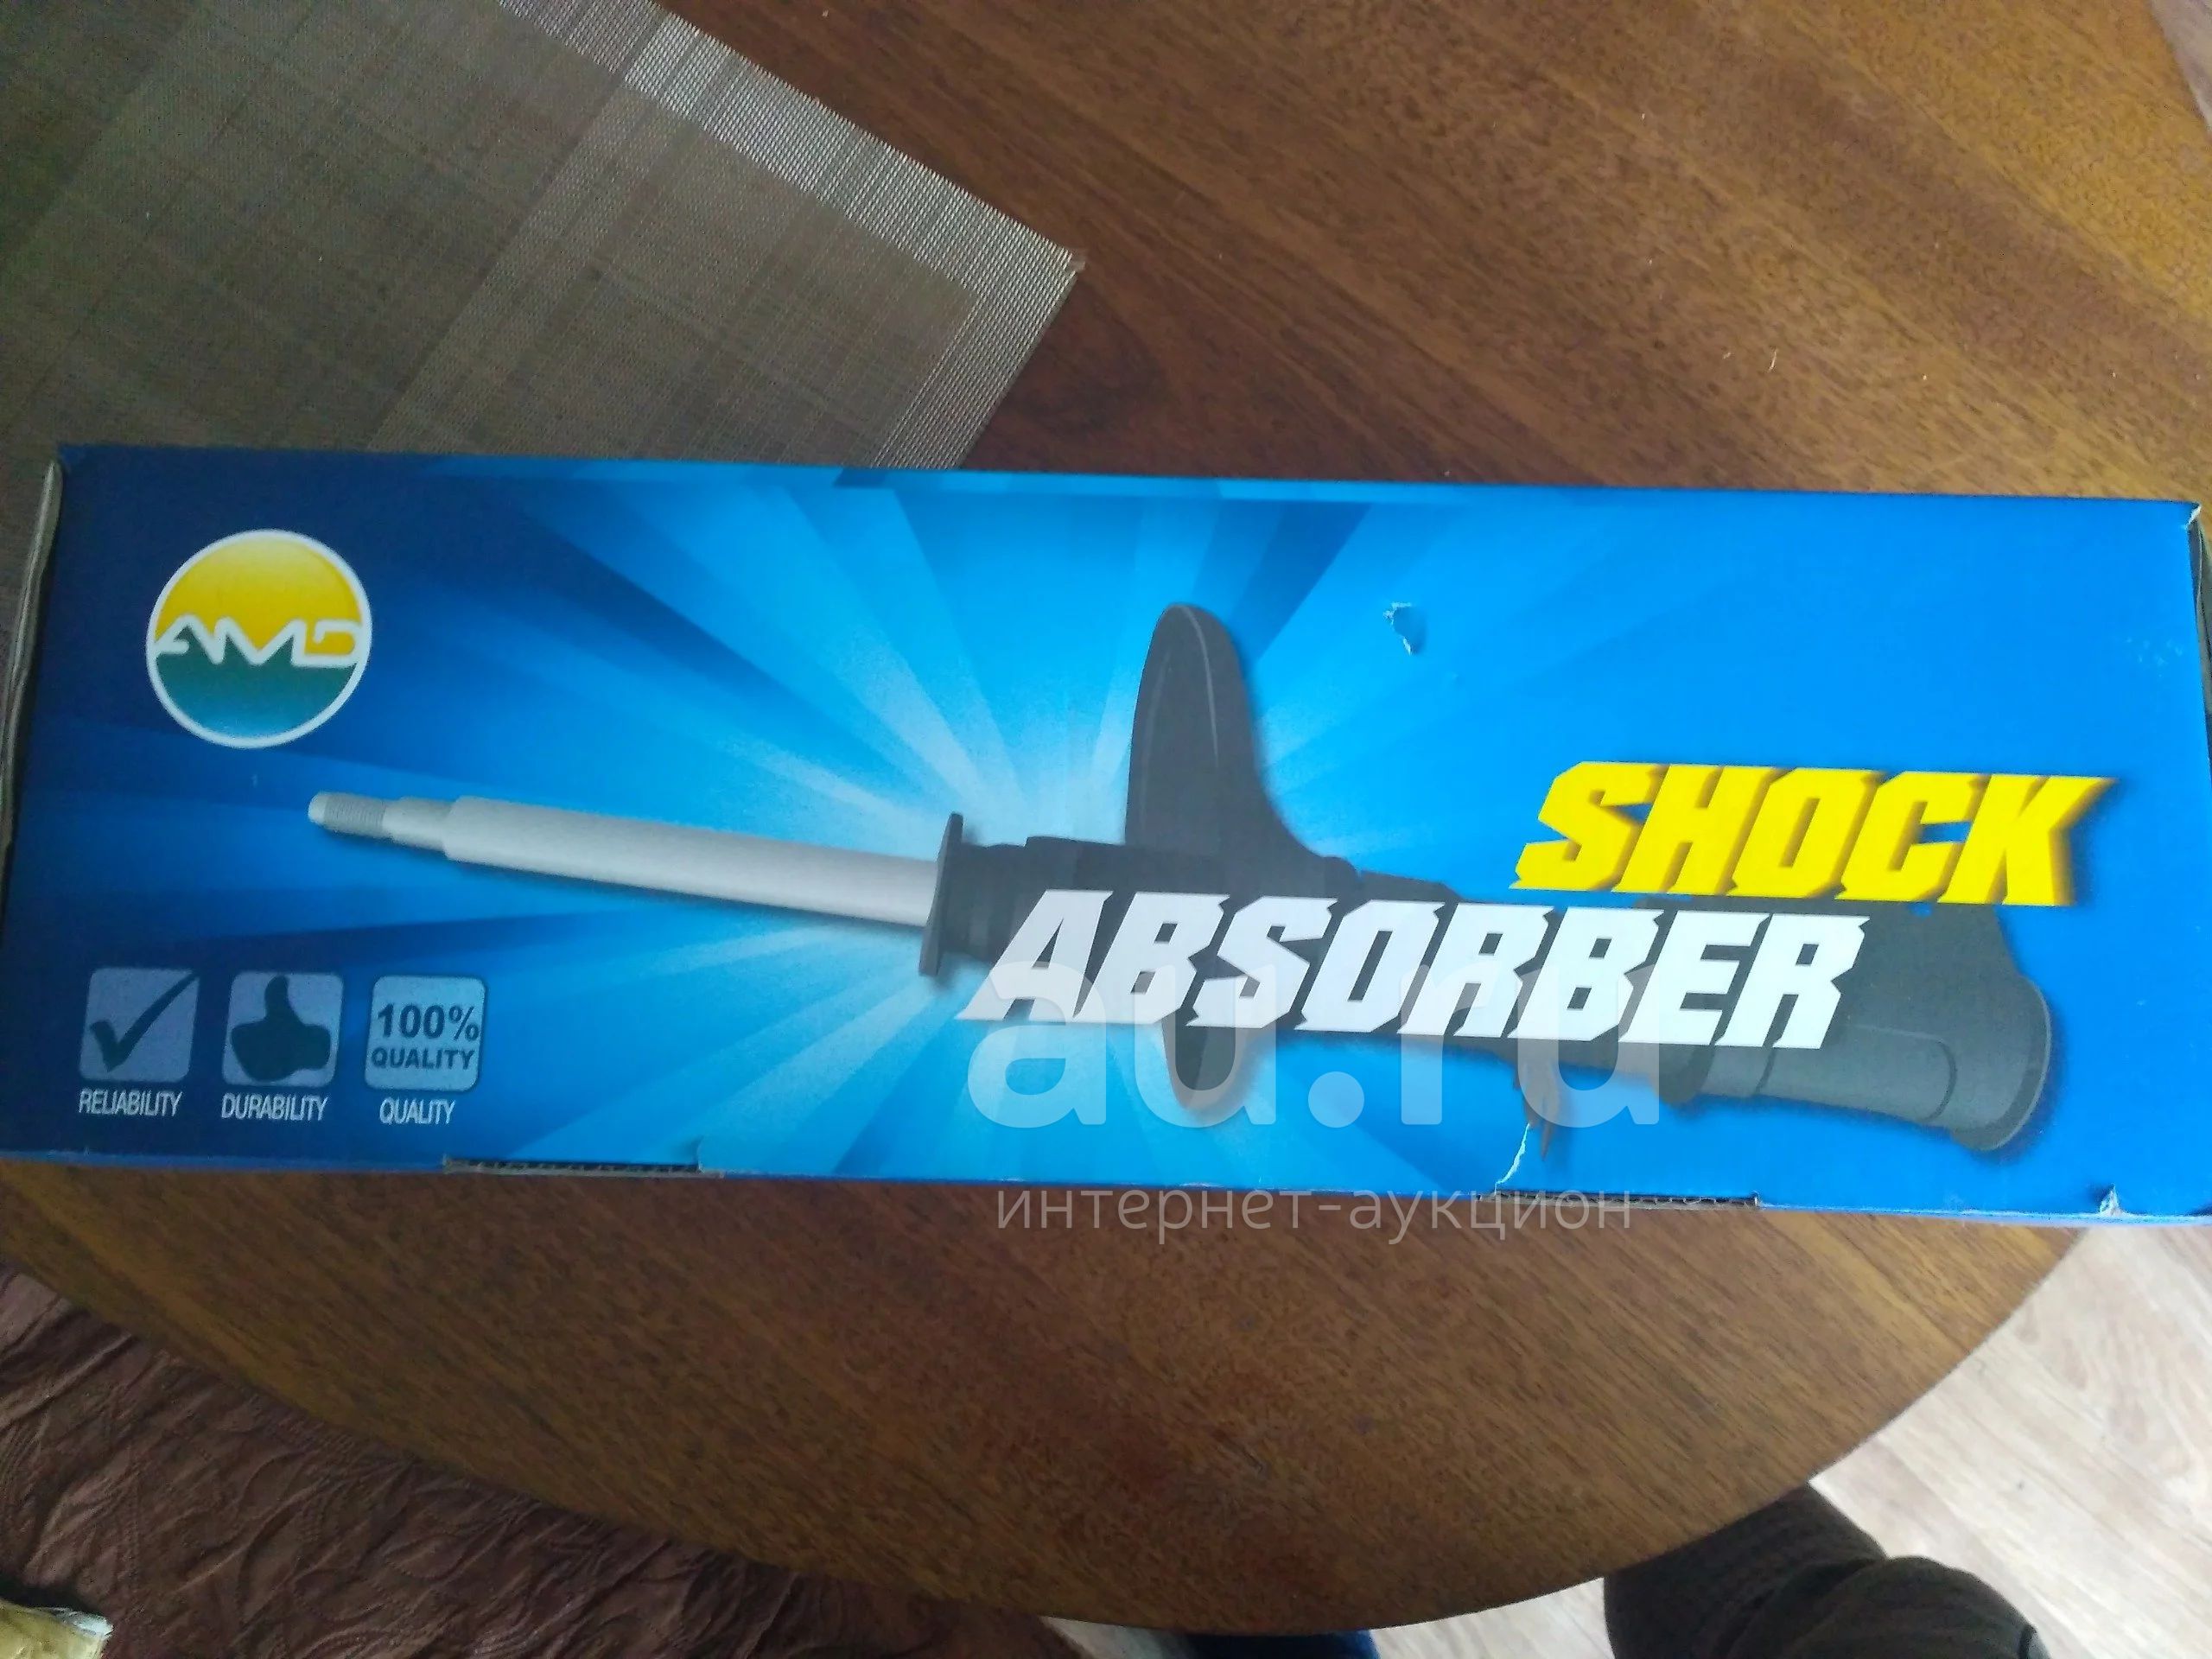 AMD
SHOCK
ABSORBER
100%
QUALITY
RELIABILITY
DURABILITY
QUALITY
au.ru
интернет-аукцион